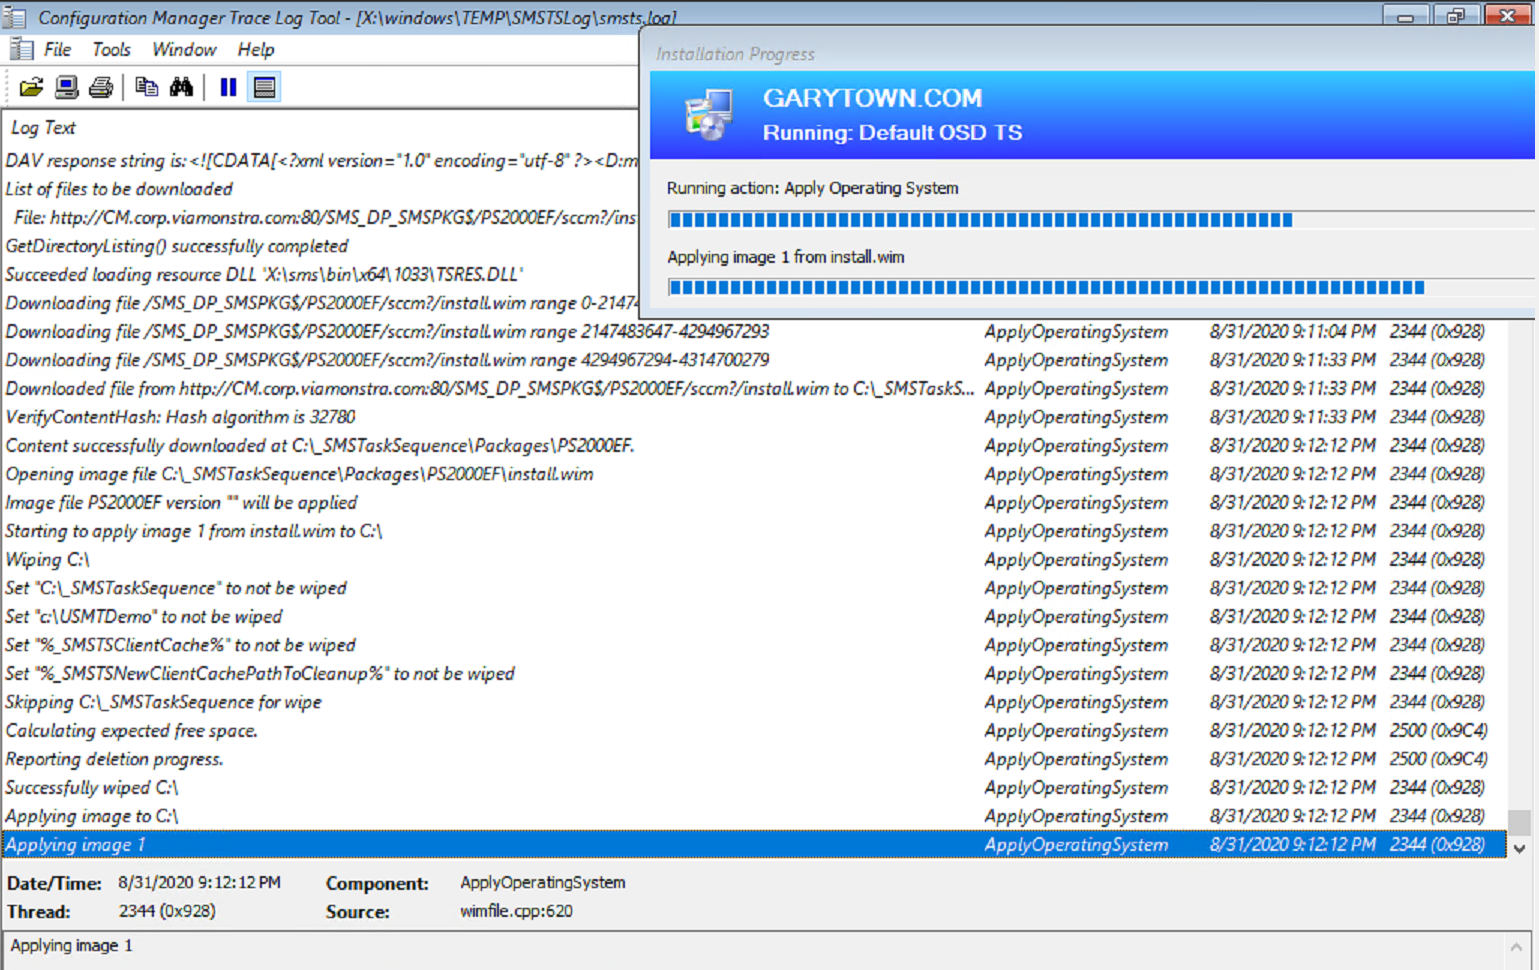 Configuration Manager Trace Log Tool - [X:\windows\TEMP\SMSTSLog\smsts.log]
File Tools Window Help
Installation Progress
GARYTOWN.COM
Running: Default OSD TS
Running action: Apply Operating System
Applying image 1 from install.wim
Log Text
DAV response string is: <![CDATA[<?xml version="1.0" encoding="utf-8" ?><D:m
List of files to be downloaded
File: http://CM.corp.viamonstra.com:80/SMS_DP_SMSPKG$/PS2000EF/sccm?/ins
GetDirectoryListing() successfully completed
Succeeded loading resource DLL 'X:\sms\bin\x64\1033\TSRES.DLL'
Downloading file /SMS_DP_SMSPKG$/PS2000EF/sccm?/install.wim range 0-21474
Downloading file /SMS_DP_SMSPKG$/PS2000EF/sccm?/install.wim range 2147483647-4294967293 ApplyOperatingSystem 8/31/2020 9:11:04 PM 2344 (0x928)
Downloading file /SMS_DP_SMSPKG$/PS2000EF/sccm?/install.wim range 4294967294-4314700279 ApplyOperatingSystem 8/31/2020 9:11:33 PM 2344 (0x928)
Downloaded file from http://CM.corp.viamonstra.com:80/SMS_DP_SMSPKG$/PS2000EF/sccm?/install.wim to C:\_SMSTaskS... ApplyOperatingSystem 8/31/2020 9:11:33 PM 2344 (0x928)
VerifyContentHash: Hash algorithm is 32780 ApplyOperatingSystem 8/31/2020 9:11:33 PM 2344 (0x928)
Content successfully downloaded at C:\_SMSTaskSequence\Packages\PS2000EF. ApplyOperatingSystem 8/31/2020 9:12:12 PM 2344 (0x928)
Opening image file C:\_SMSTaskSequence\Packages\PS2000EF\install.wim ApplyOperatingSystem 8/31/2020 9:12:12 PM 2344 (0x928)
Image file PS2000EF version "" will be applied ApplyOperatingSystem 8/31/2020 9:12:12 PM 2344 (0x928)
Starting to apply image 1 from install.wim to C:\ ApplyOperatingSystem 8/31/2020 9:12:12 PM 2344 (0x928)
Wiping C:\ ApplyOperatingSystem 8/31/2020 9:12:12 PM 2344 (0x928)
Set "C:\_SMSTaskSequence" to not be wiped ApplyOperatingSystem 8/31/2020 9:12:12 PM 2344 (0x928)
Set "c:\USMTDemo" to not be wiped ApplyOperatingSystem 8/31/2020 9:12:12 PM 2344 (0x928)
Set "%_SMSTSClientCache%" to not be wiped ApplyOperatingSystem 8/31/2020 9:12:12 PM 2344 (0x928)
Set "%_SMSTSNewClientCachePathToCleanup%" to not be wiped ApplyOperatingSystem 8/31/2020 9:12:12 PM 2344 (0x928)
Skipping C:\_SMSTaskSequence for wipe ApplyOperatingSystem 8/31/2020 9:12:12 PM 2344 (0x928)
Calculating expected free space. ApplyOperatingSystem 8/31/2020 9:12:12 PM 2500 (0x9C4)
Reporting deletion progress. ApplyOperatingSystem 8/31/2020 9:12:12 PM 2500 (0x9C4)
Successfully wiped C:\ ApplyOperatingSystem 8/31/2020 9:12:12 PM 2344 (0x928)
Applying image to C:\ ApplyOperatingSystem 8/31/2020 9:12:12 PM 2344 (0x928)
Applying image 1 ApplyOperatingSystem 8/31/2020 9:12:12 PM 2344 (0x928)
Date/Time: 8/31/2020 9:12:12 PM Component: ApplyOperatingSystem
Thread: 2344 (0x928) Source: wimfile.cpp:620
Applying image 1